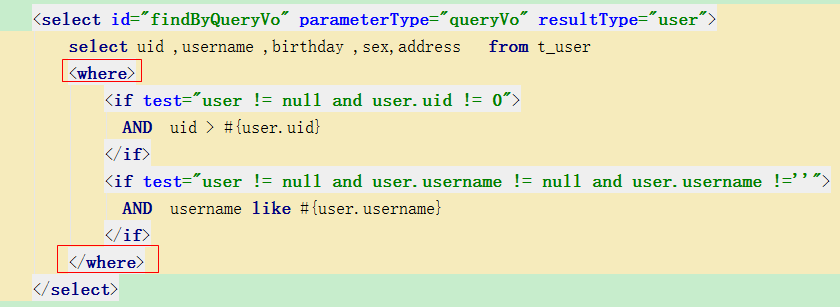 <select id="findByQueryVo" parameterType="queryVo" resultType="user">
select uid ,username ,birthday ,sex,address from t_user
<where>
<if test="user != null and user.uid != 0">
AND uid > #{user.uid}
</if>
<if test="user != null and user.username != null and user.username !=''">
AND username like #{user.username}
</if>
</where>
</select>